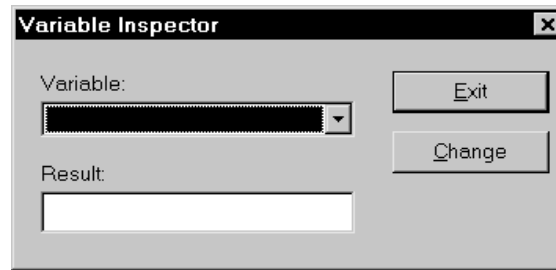 Variable Inspector
Variable:
Exit
Change
Result: